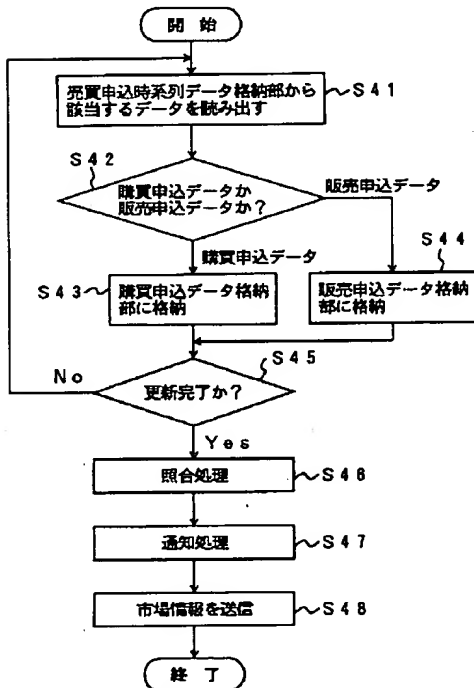 開 始
売買申込時系列データ格納部から
該当するデータを読み出す
S41
S42
購買申込データか
販売申込データか?
販売申込データ
購買申込データ
S43
購買申込データ格納
部に格納
S44
販売申込データ格納
部に格納
S45
更新完了か?
No
Yes
照合処理
S46
通知処理
S47
市場情報を送信
S48
終 了